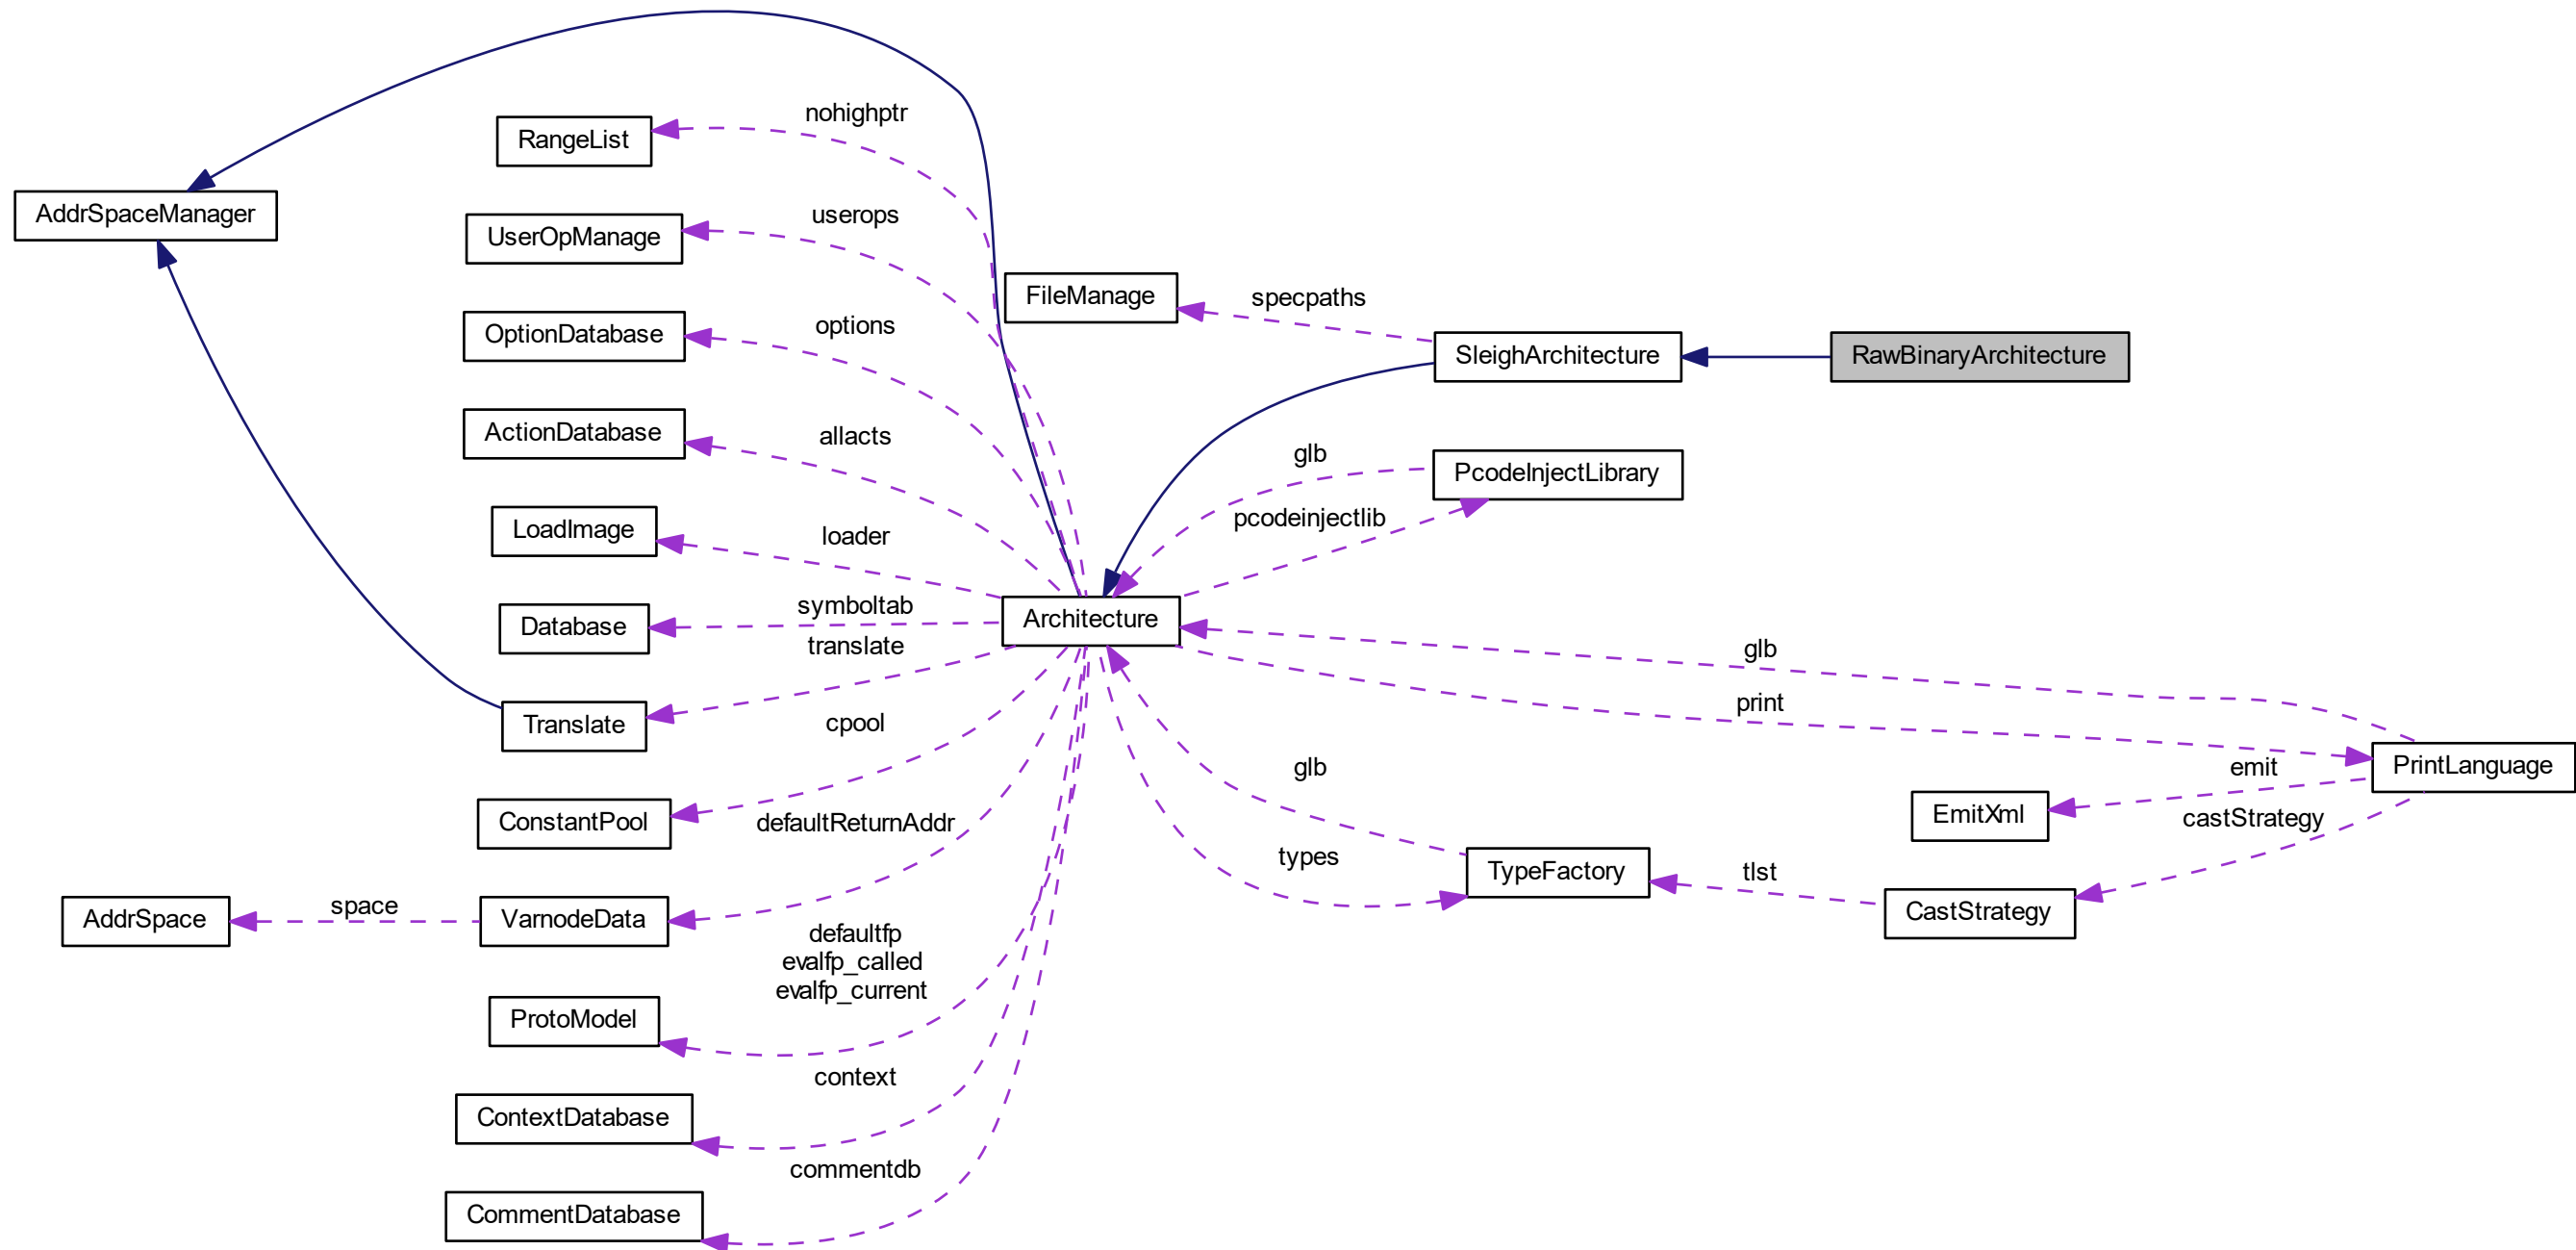 nohighptr
RangeList
AddrSpaceManager
userops
UserOpManage
FileManage
specpaths
options
OptionDatabase
SleighArchitecture
RawBinaryArchitecture
allacts
ActionDatabase
glb
PcodeInjectLibrary
LoadImage
loader
pcodeinjectlib
symboltab
Database
Architecture
translate
glb
Translate
cpool
print
glb
emit
PrintLanguage
ConstantPool
defaultReturnAddr
EmitXml
castStrategy
types
TypeFactory
tlst
AddrSpace
space
VarnodeData
CastStrategy
defaultfp
evalfp_called
evalfp_current
ProtoModel
context
ContextDatabase
commentdb
CommentDatabase